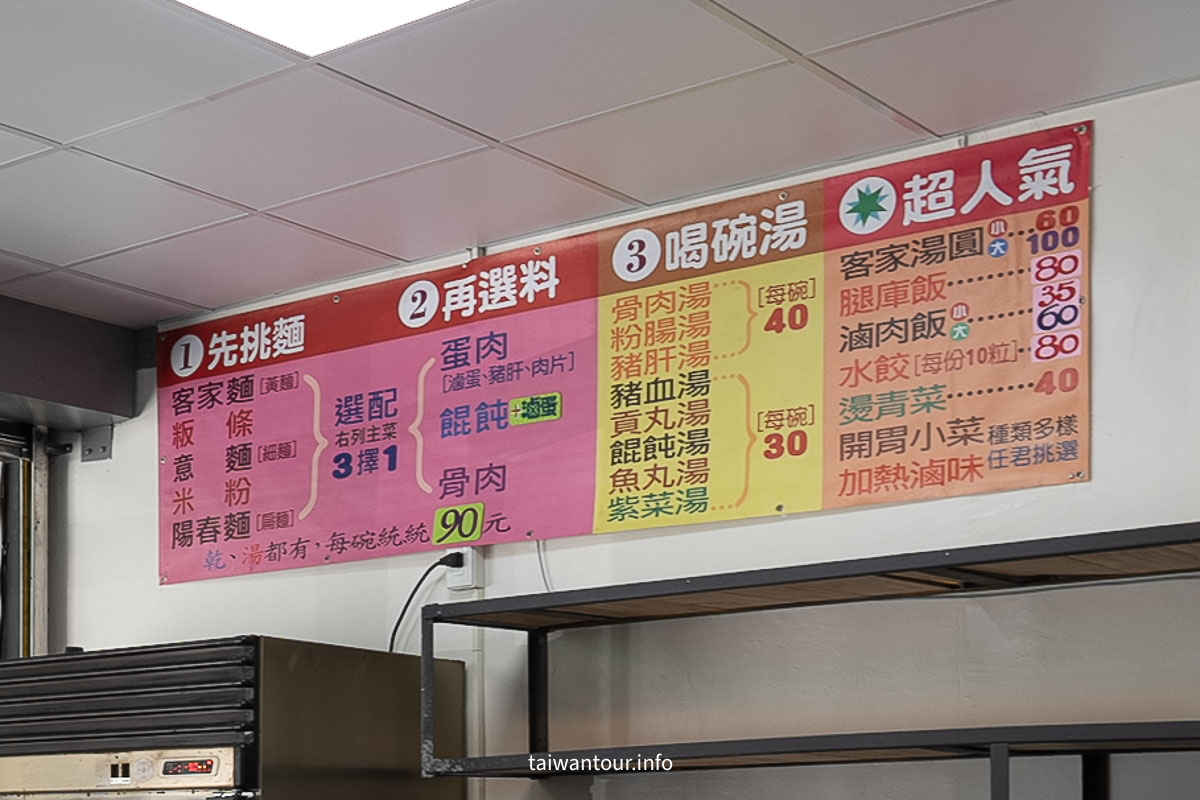 1 先挑麵
客家麵[黃麵]
粄條
意麵[細麵]
米粉
陽春麵[扁麵]
2 再選料
選配
右列主菜
3擇1
蛋肉
[滷蛋、豬肝、肉片]
餛飩+滷蛋
骨肉
乾、湯都有，每碗統統90元
3 喝碗湯
骨肉湯
粉腸湯
豬肝湯
[每碗]
40
豬血湯
貢丸湯
餛飩湯
魚丸湯
紫菜湯
[每碗]
30
超人氣
客家湯圓 小 60
大 100
腿庫飯 80
滷肉飯 小 35
大 60
水餃[每份10粒] 80
燙青菜 40
開胃小菜 種類多樣
加熱滷味 任君挑選
taiwantour.info